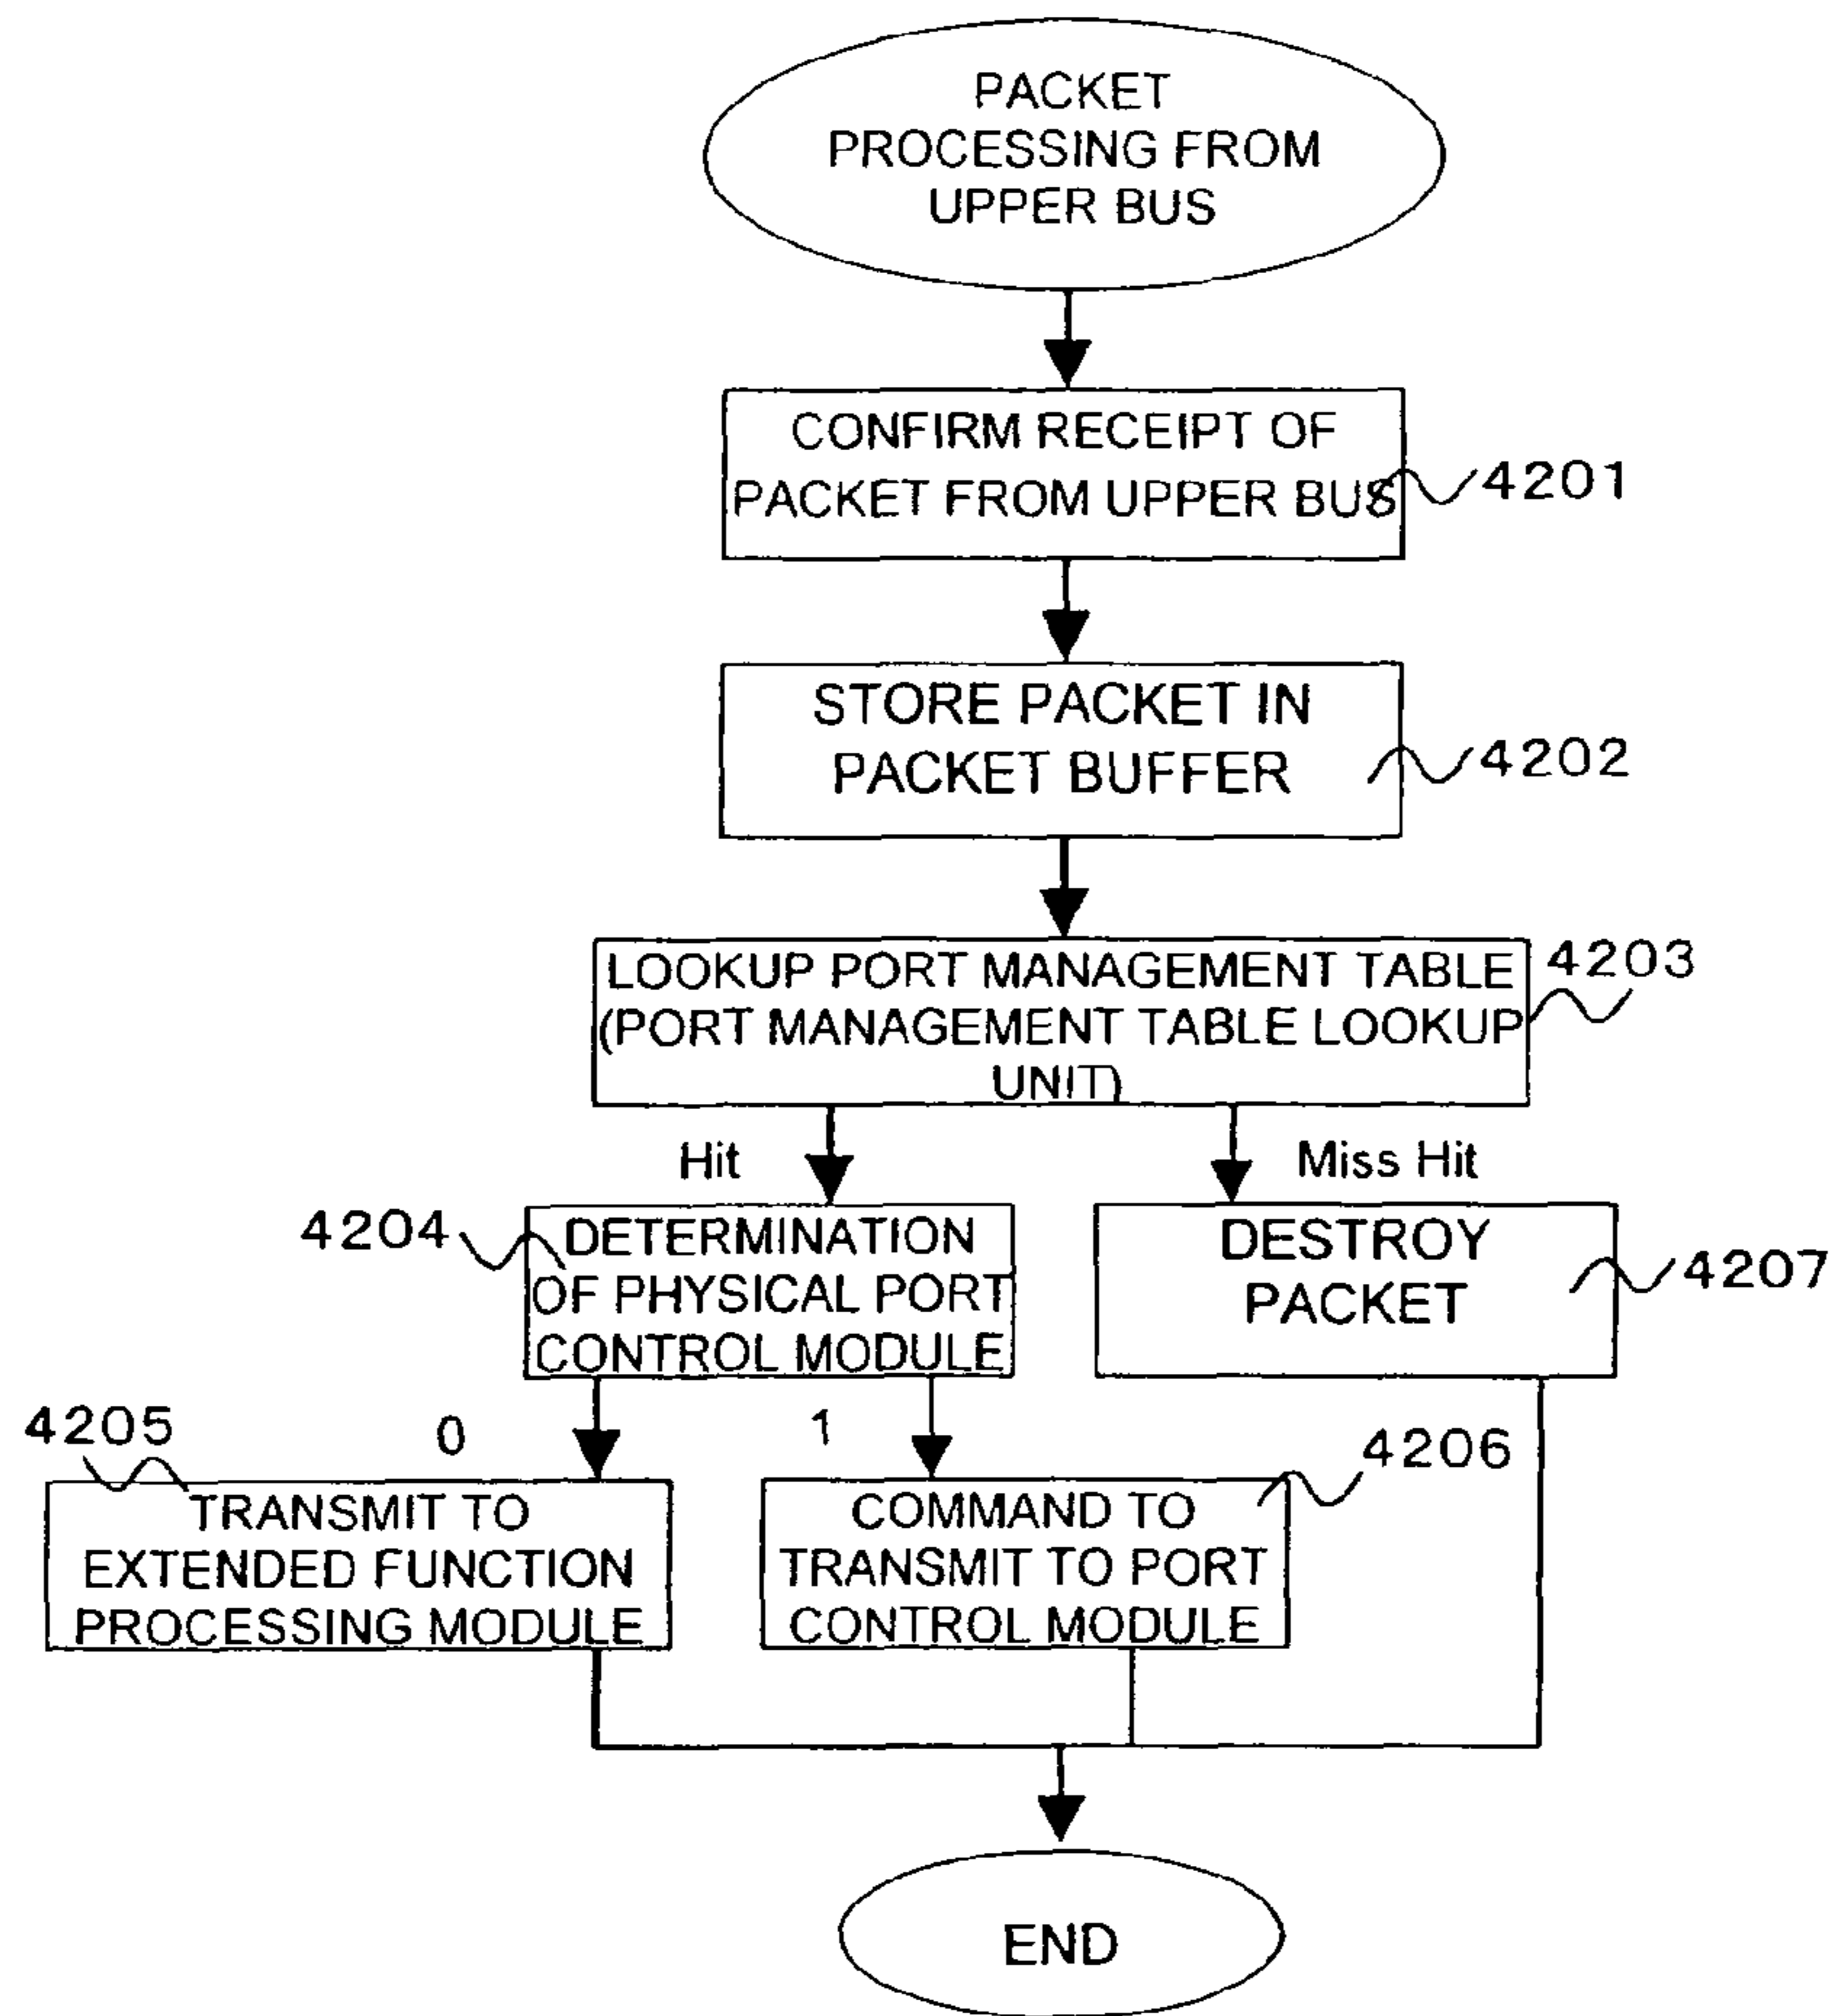 PACKET
PROCESSING FROM
UPPER BUS
CONFIRM RECEIPT OF
PACKET FROM UPPER BUS
4201
STORE PACKET IN
PACKET BUFFER
4202
LOOKUP PORT MANAGEMENT TABLE
(PORT MANAGEMENT TABLE LOOKUP
UNIT)
4203
Hit
Miss Hit
4204
DETERMINATION
OF PHYSICAL PORT
CONTROL MODULE
DESTROY
PACKET
4207
4205
0
1
4206
TRANSMIT TO
EXTENDED FUNCTION
PROCESSING MODULE
COMMAND TO
TRANSMIT TO PORT
CONTROL MODULE
END